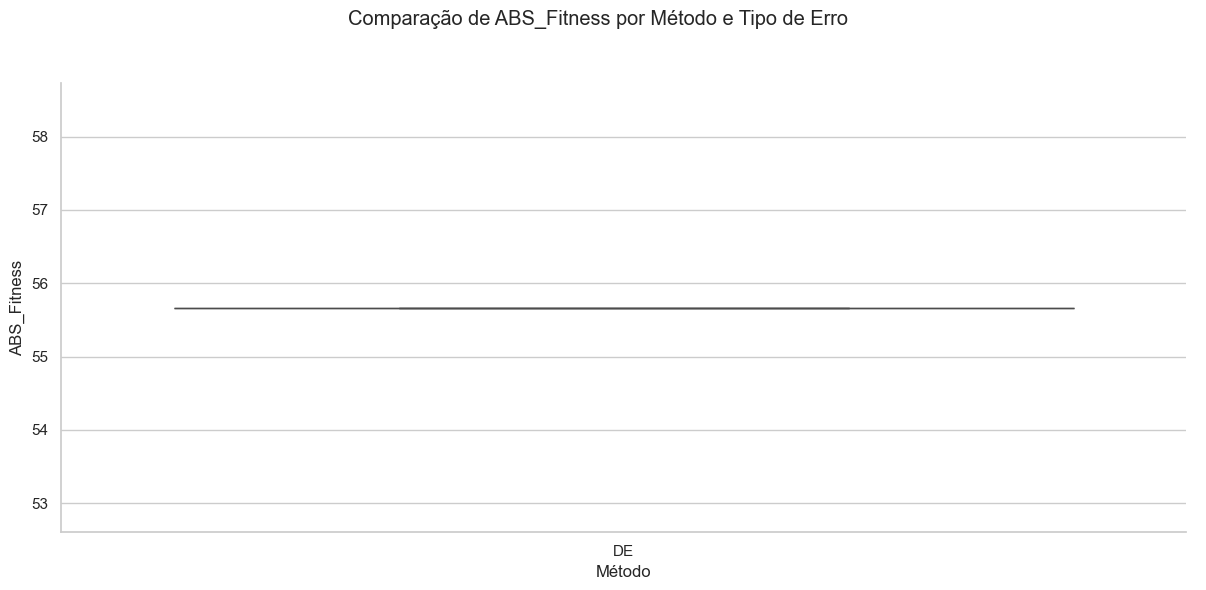 Comparação de ABS_Fitness por Método e Tipo de Erro
58
57
56
55
54
53
ABS_Fitness
DE
Método